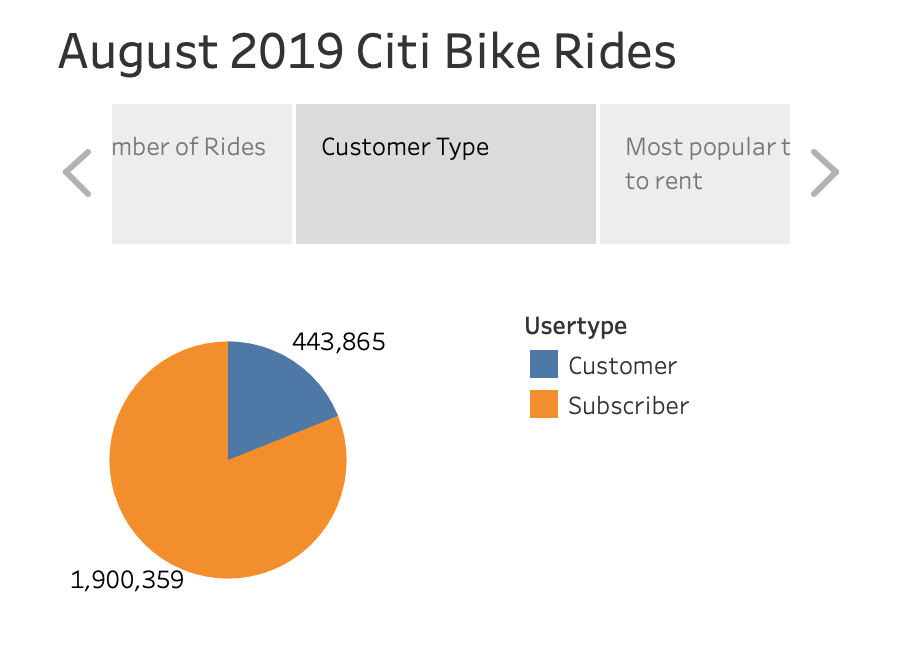 August 2019 Citi Bike Rides
mber of Rides
Customer Type
Most popular t
to rent
443,865
Usertype
Customer
Subscriber
1,900,359